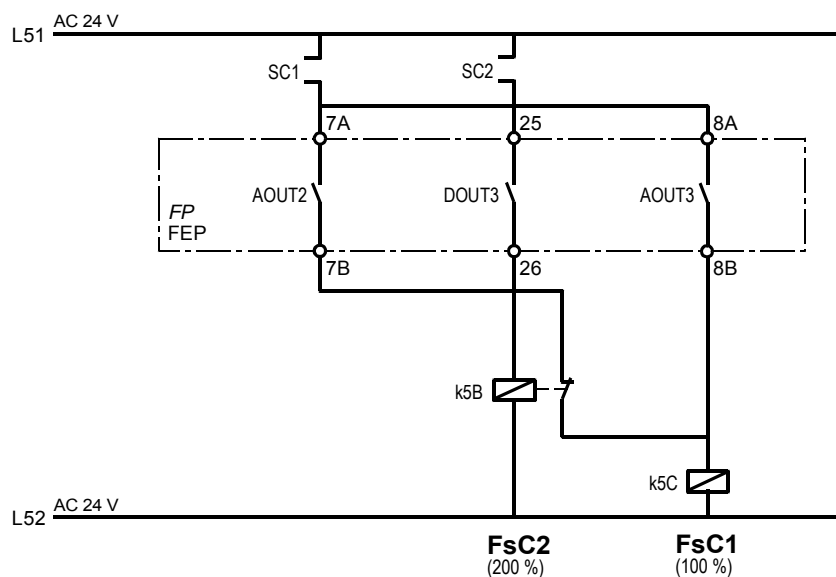 AC 24 V
L51
SC1
SC2
7A
25
8A
AOUT2
DOUT3
AOUT3
FP
FEP
7B
26
8B
k5B
k5C
AC 24 V
L52
FsC2
(200 %)
FsC1
(100 %)